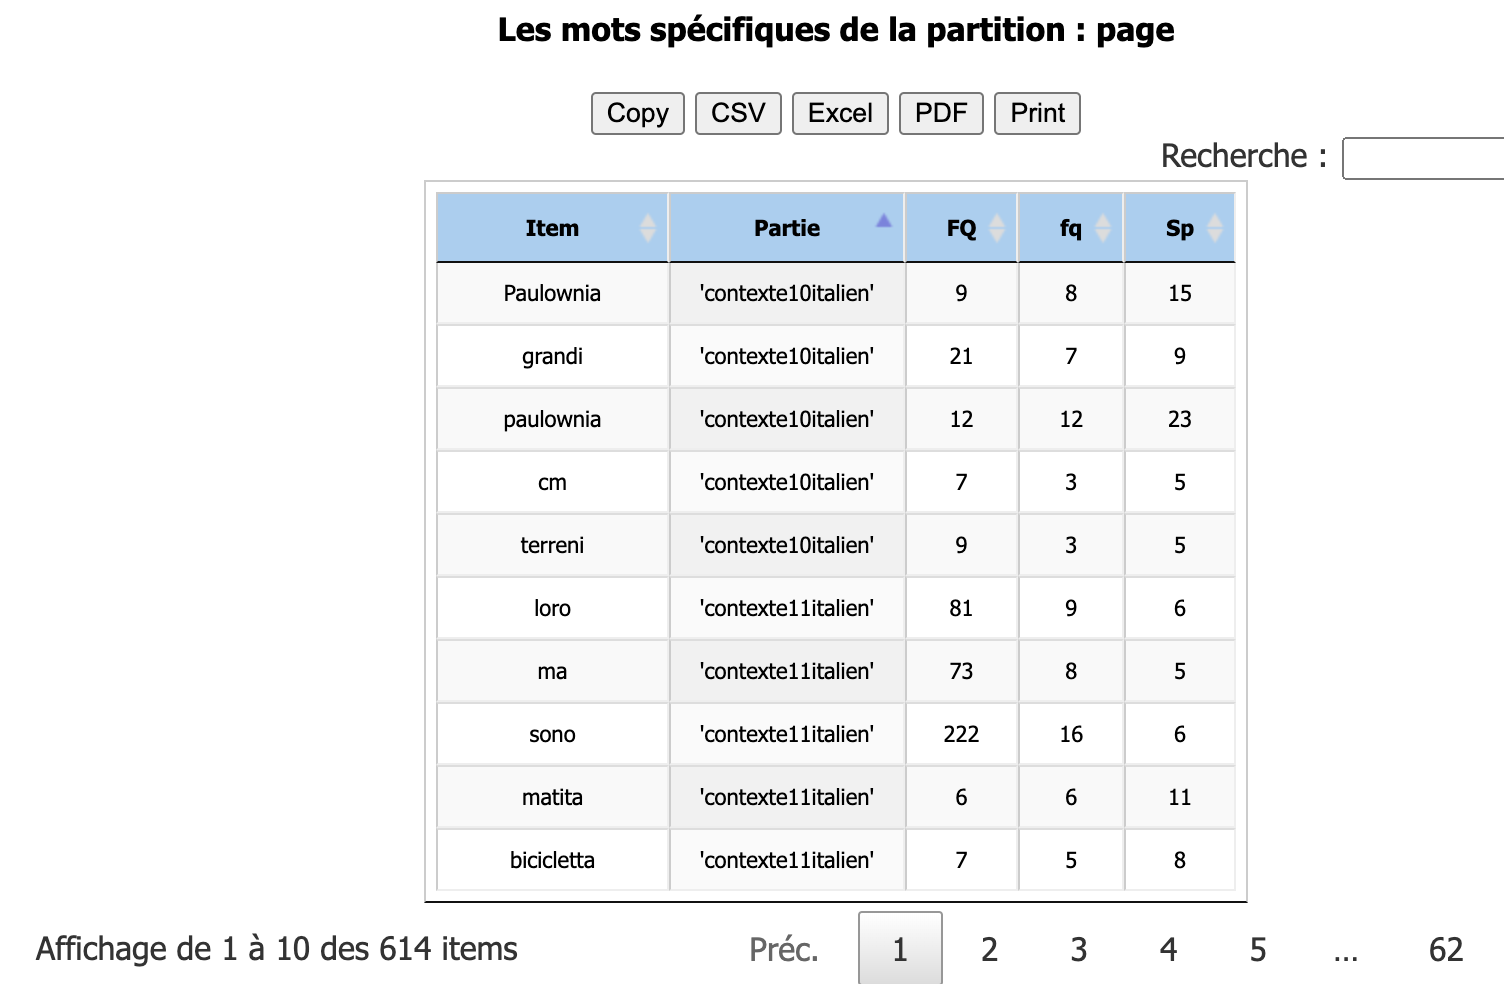 Les mots spécifiques de la partition : page
Copy CSV Excel PDF Print
Recherche :
Item Partie FQ fq Sp
Paulownia 'contexte10italien' 9 8 15
grandi 'contexte10italien' 21 7 9
paulownia 'contexte10italien' 12 12 23
cm 'contexte10italien' 7 3 5
terreni 'contexte10italien' 9 3 5
loro 'contexte11italien' 81 9 6
ma 'contexte11italien' 73 8 5
sono 'contexte11italien' 222 16 6
matita 'contexte11italien' 6 6 11
bicicletta 'contexte11italien' 7 5 8
Affichage de 1 à 10 des 614 items Préc. 1 2 3 4 5 ... 62